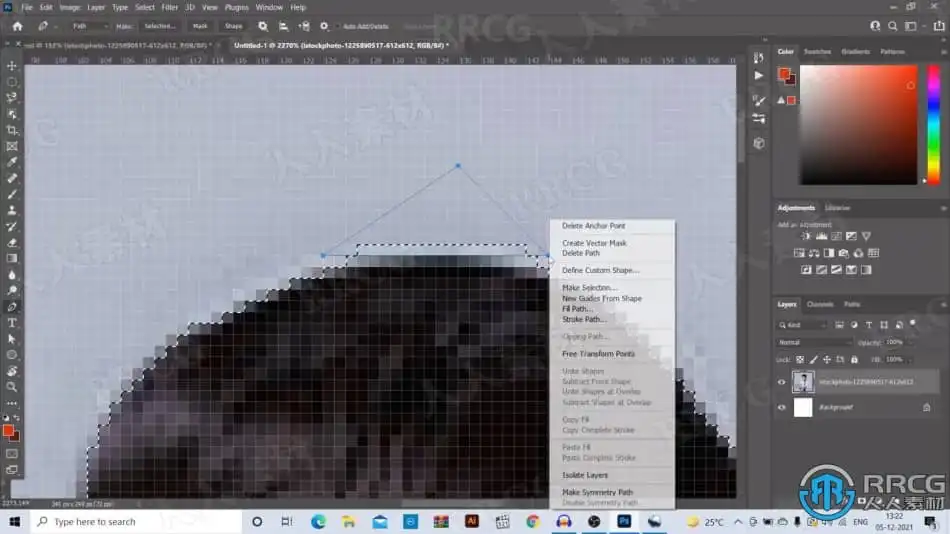 File Edit Image Layer Type Select Filter 3D View Plugins Window Help
Path Make: Selection... Mask Shape Auto Add/Delete
Untitled-1 @ 2270% (istockphoto-1225890517-612x612, RGB/8#) *
Color Swatches Gradients Patterns
Adjustments Libraries
Add an adjustment
Layers Channels Paths
Kind
Normal Opacity: 100%
Lock: Fill: 100%
istockphoto-1225890517-612x612
Background
Delete Anchor Point
Create Vector Mask
Delete Path
Define Custom Shape...
Make Selection...
New Guides From Shape
Fill Path...
Stroke Path...
Clipping Path...
Free Transform Points
Unite Shapes
Subtract Front Shape
Unite Shapes at Overlap
Subtract Shapes at Overlap
Copy Fill
Copy Complete Stroke
Paste Fill
Paste Complete Stroke
Isolate Layers
Make Symmetry Path
Disable Symmetry Path
RRCG
人人素材
Type here to search
25°C
ENG
13:22
05-12-2021